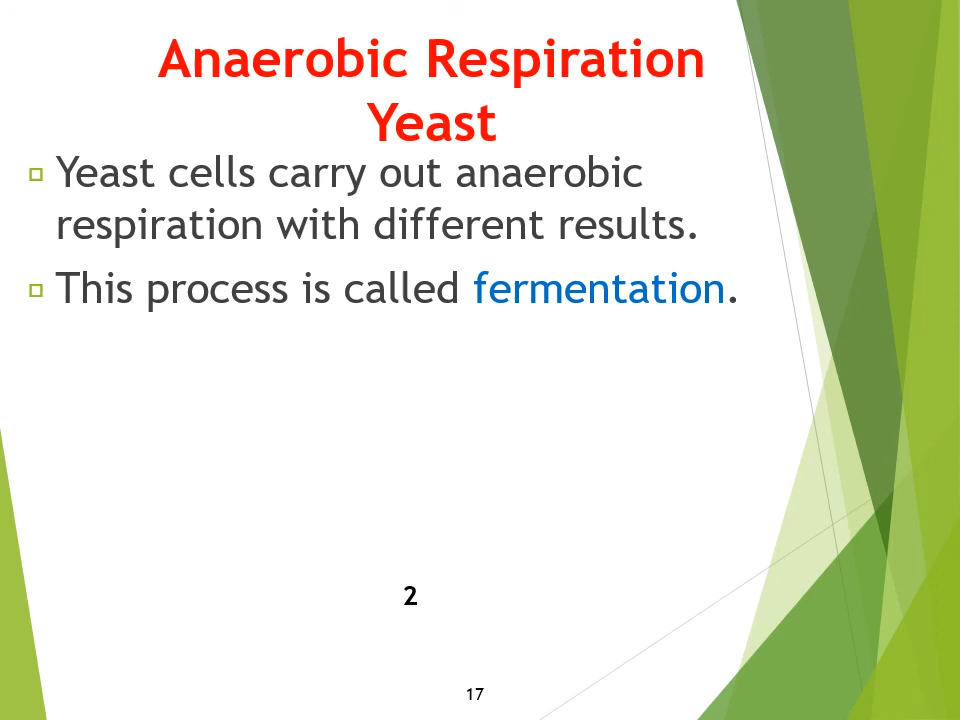 Anaerobic Respiration
Yeast
Yeast cells carry out anaerobic
respiration with different results.
This process is called fermentation.
2
17